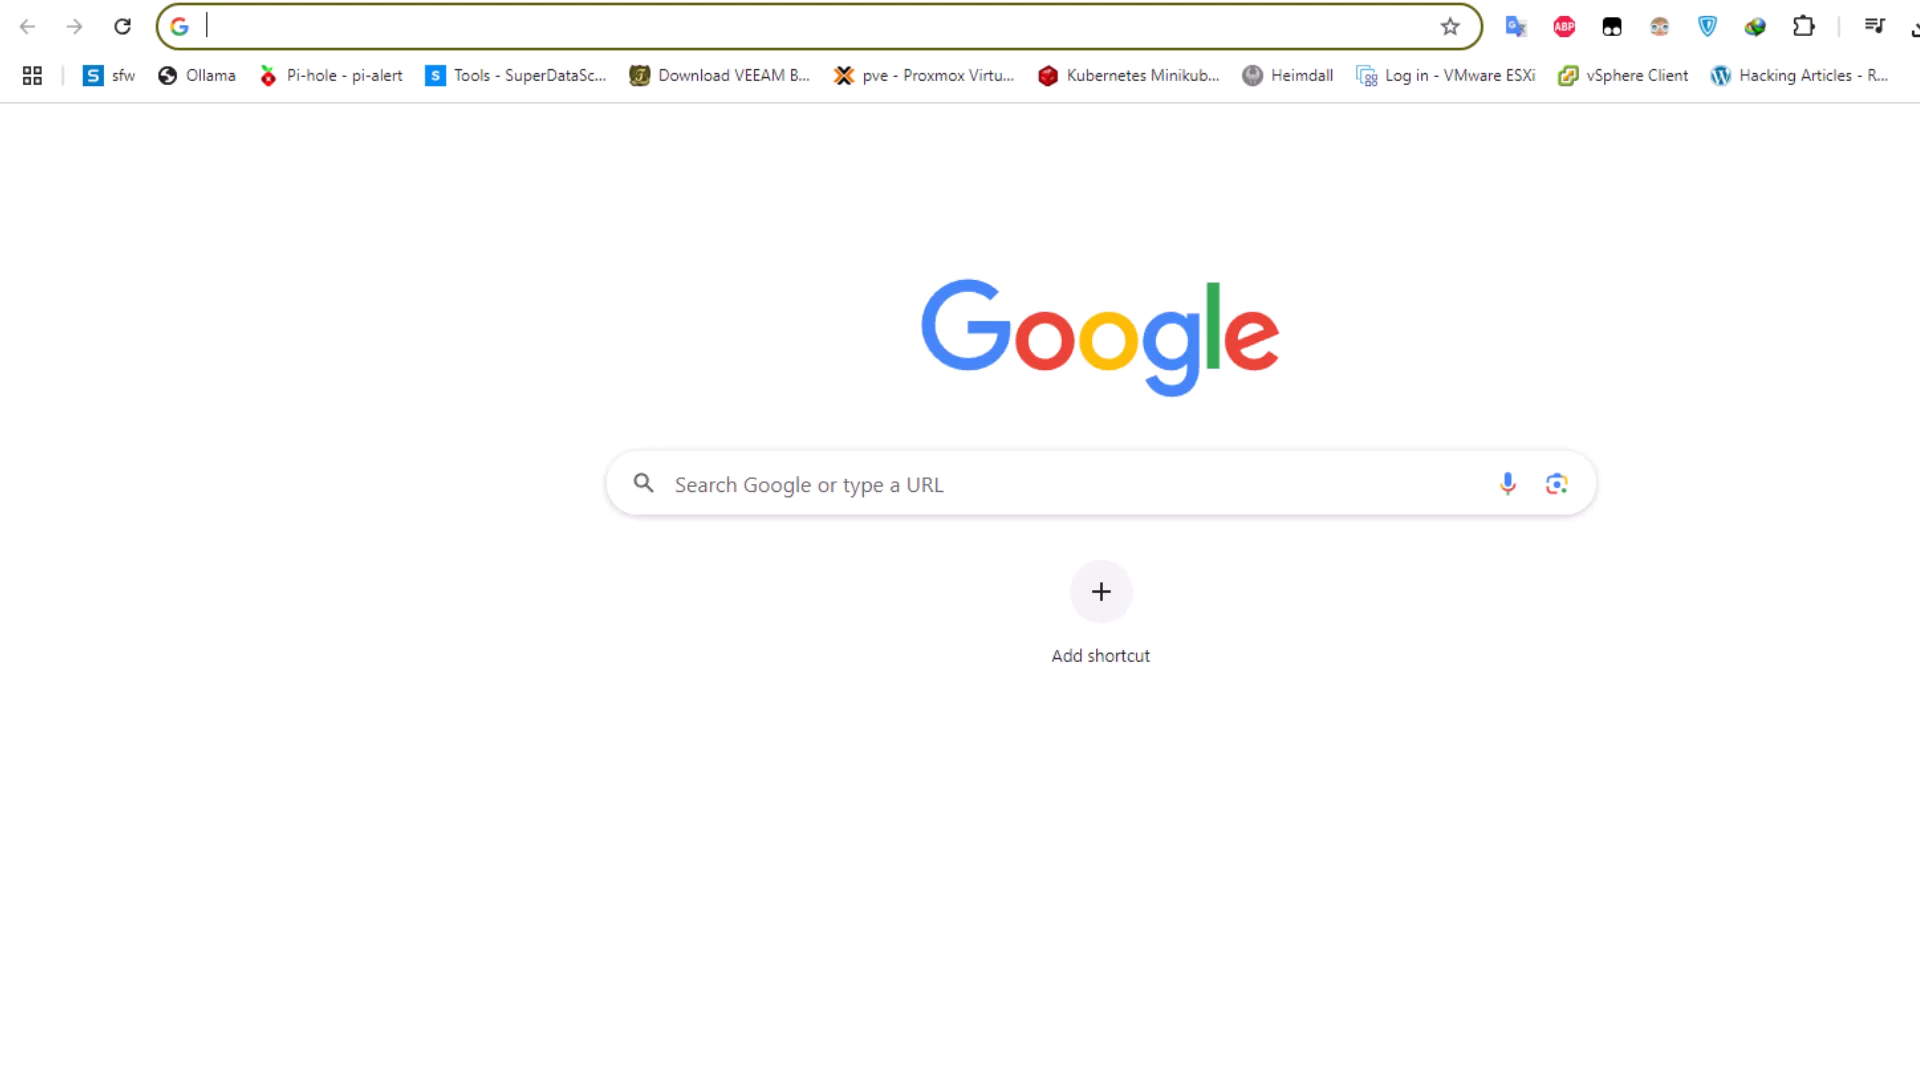 ABP
sfw Ollama Pi-hole - pi-alert Tools - SuperDataSc... Download VEEAM B... pve - Proxmox Virtu... Kubernetes Minikub... Heimdall Log in - VMware ESXi vSphere Client Hacking Articles - R...
Google
Search Google or type a URL
Add shortcut